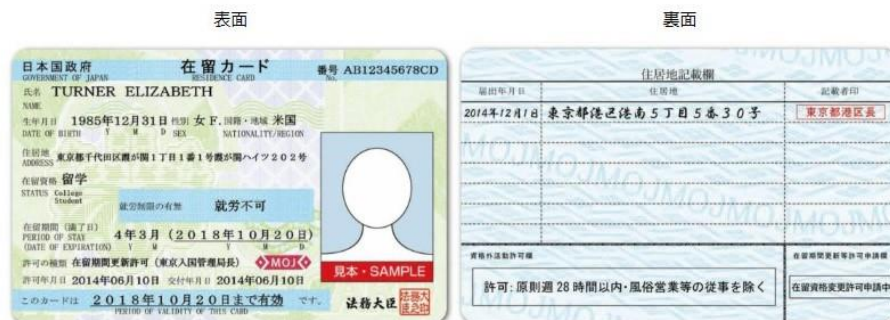 表面
日本国政府 在留カード 番号 AB12345678CD
GOVERNMENT OF JAPAN RESIDENCE CARD No.
氏名 TURNER ELIZABETH
NAME
生年月日 1985年12月31日 性別 女 F. 国籍・地域 米国
DATE OF BIRTH Y M D SEX NATIONALITY/REGION
住居地 東京都千代田区霞が関1丁目1番1号霞が関ハイツ202号
ADDRESS
在留資格 留学
STATUS College
Student
就労制限の有無 就労不可
在留期間(満了日) 4年3月(2018年10月20日)
PERIOD OF STAY
(DATE OF EXPIRATION) Y M Y M D
許可の種類 在留期間更新許可(東京入国管理局長) MOJ
見本・SAMPLE
許可年月日 2014年06月10日 交付年月日 2014年06月10日
このカードは 2018年10月20日まで有効 です。 法務大臣
PERIOD OF VALIDITY OF THIS CARD
裏面
住居地記載欄
届出年月日 住居地 記載者印
2014年12月1日 東京都港区港南5丁目5番30号 東京都港区長
MOJMOJMOJMOJ
資格外活動許可欄 在留期間更新等許可申請欄
許可:原則週28時間以内・風俗営業等の従事を除く 在留資格変更許可申請中